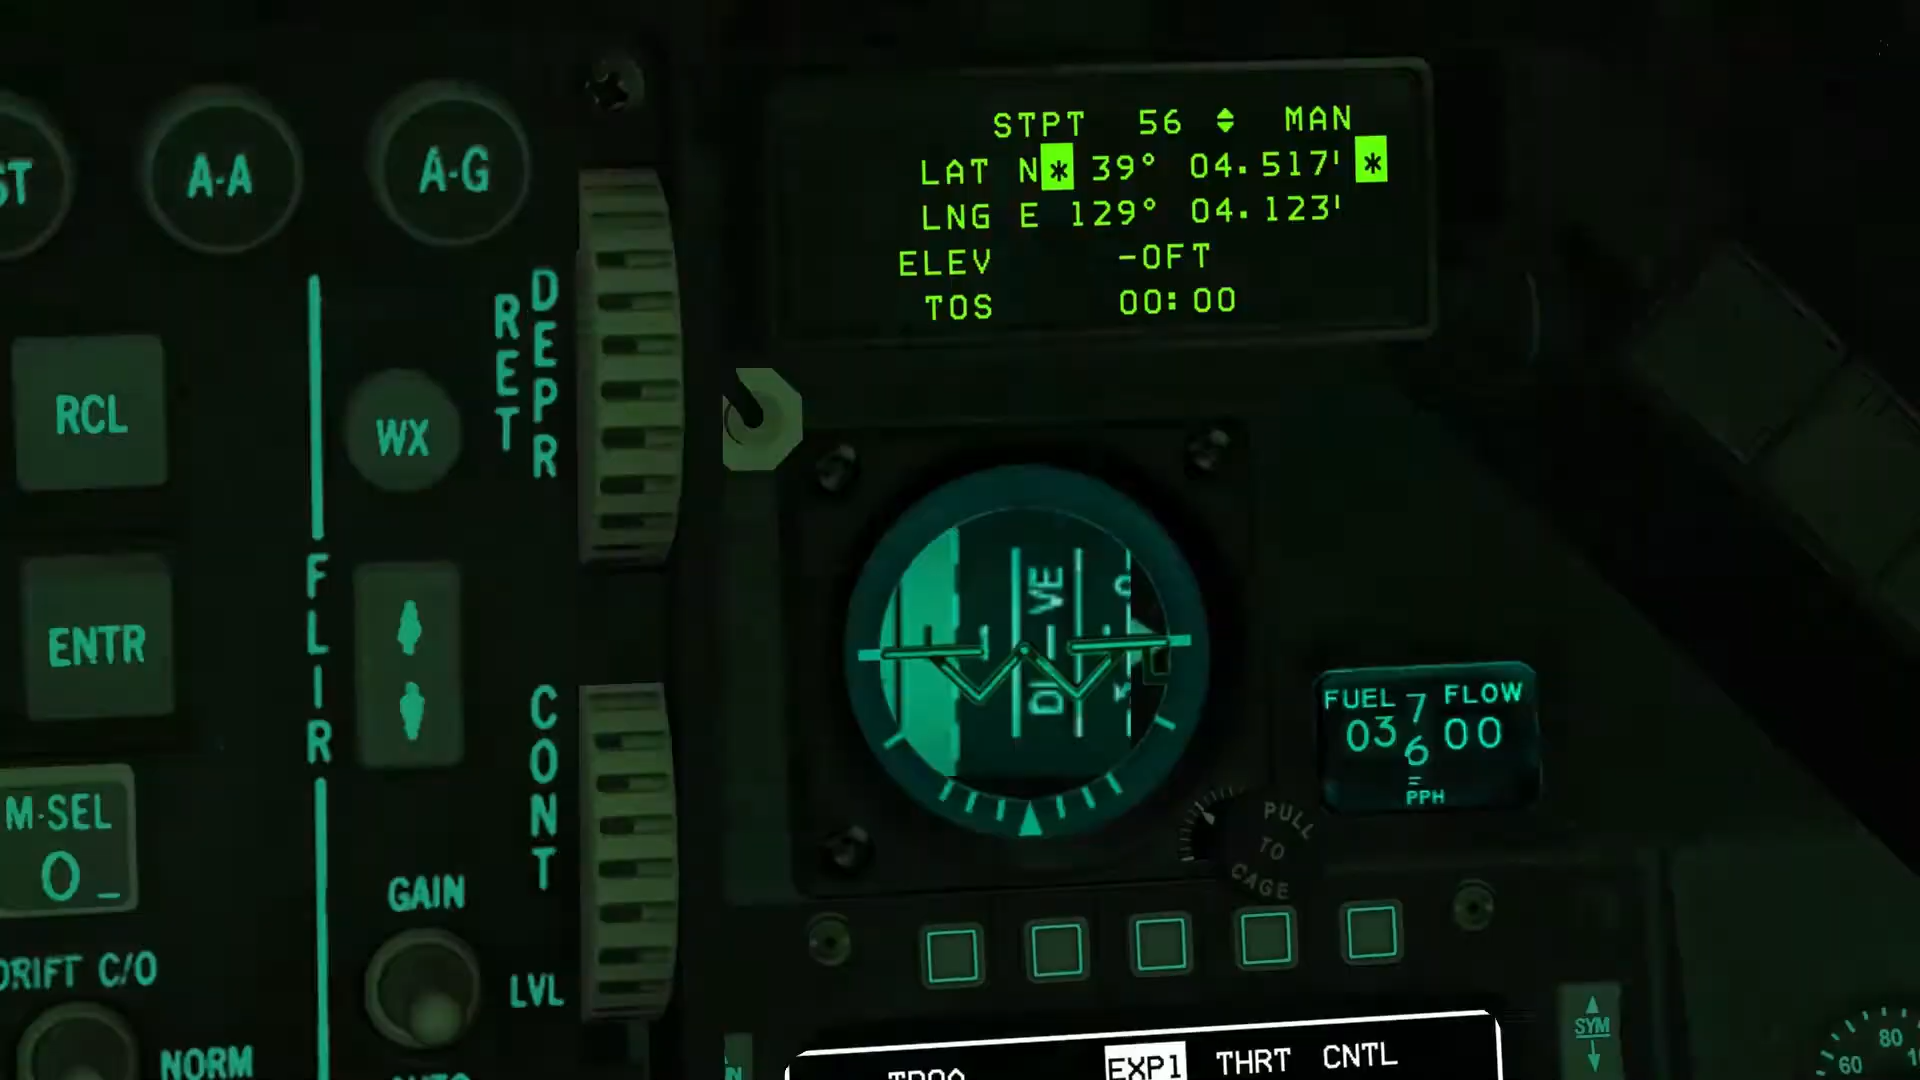 STPT 56 MAN
LAT N* 39° 04.517' *
LNG E 129° 04.123'
ELEV -0FT
TOS 00:00
ST
A-A
A-G
RET
DEPR
RCL
WX
ENTR
FLIR
CONT
M-SEL
0 _
GAIN
DRIFT C/O
LVL
NORM
FUEL FLOW
7
03 00
6
PPH
PULL
TO
CAGE
EXP1 THRT CNTL
SYM
80
60